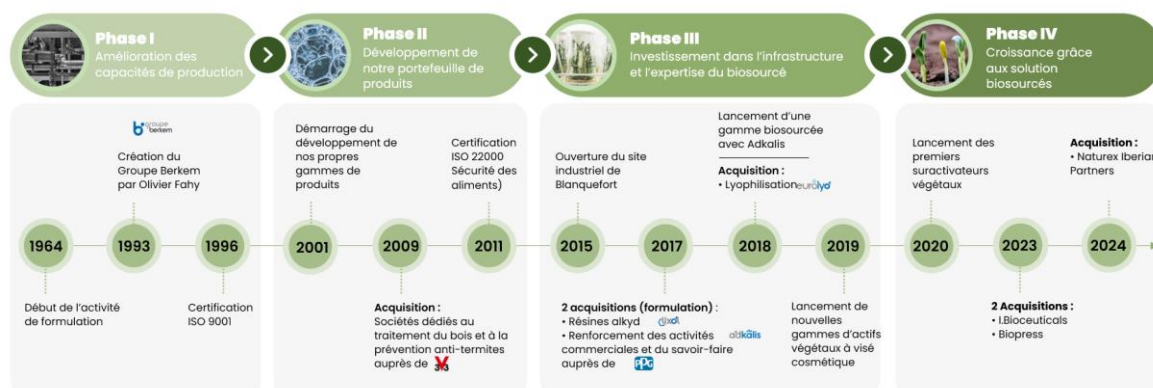 Phase I
Amélioration des
capacités de production
Phase II
Développement de
notre portefeuille de
produits
Phase III
Investissement dans l'infrastructure
et l'expertise du biosourcé
Phase IV
Croissance grâce
aux solution
biosourcés
groupe
berkem
Création du
Groupe Berkem
par Olivier Fahy
1964
1993
1996
Début de l'activité
de formulation
Certification
ISO 9001
Démarrage du
développement de
nos propres
gammes de
produits
Certification
ISO 22000
Sécurité des
aliments)
2001
2009
2011
Acquisition :
Sociétés dédiés au
traitement du bois et à la
prévention anti-termites
auprès de
Ouverture du site
industriel de
Blanquefort
Lancement d'une
gamme biosourcée
avec Adkalis
Acquisition :
• Lyophilisation eurolyo
2015
2017
2018
2019
2 acquisitions (formulation) :
• Résines alkyd
• Renforcement des activités adkalis
commerciales et du savoir-faire
auprès de PPG
Lancement de
nouvelles
gammes d'actifs
végétaux à visé
cosmétique
Lancement des
premiers
suractivateurs
végétaux
Acquisition :
• Naturex Iberian
Partners
2020
2023
2024
2 Acquisitions :
• I.Bioceuticals
• Biopress